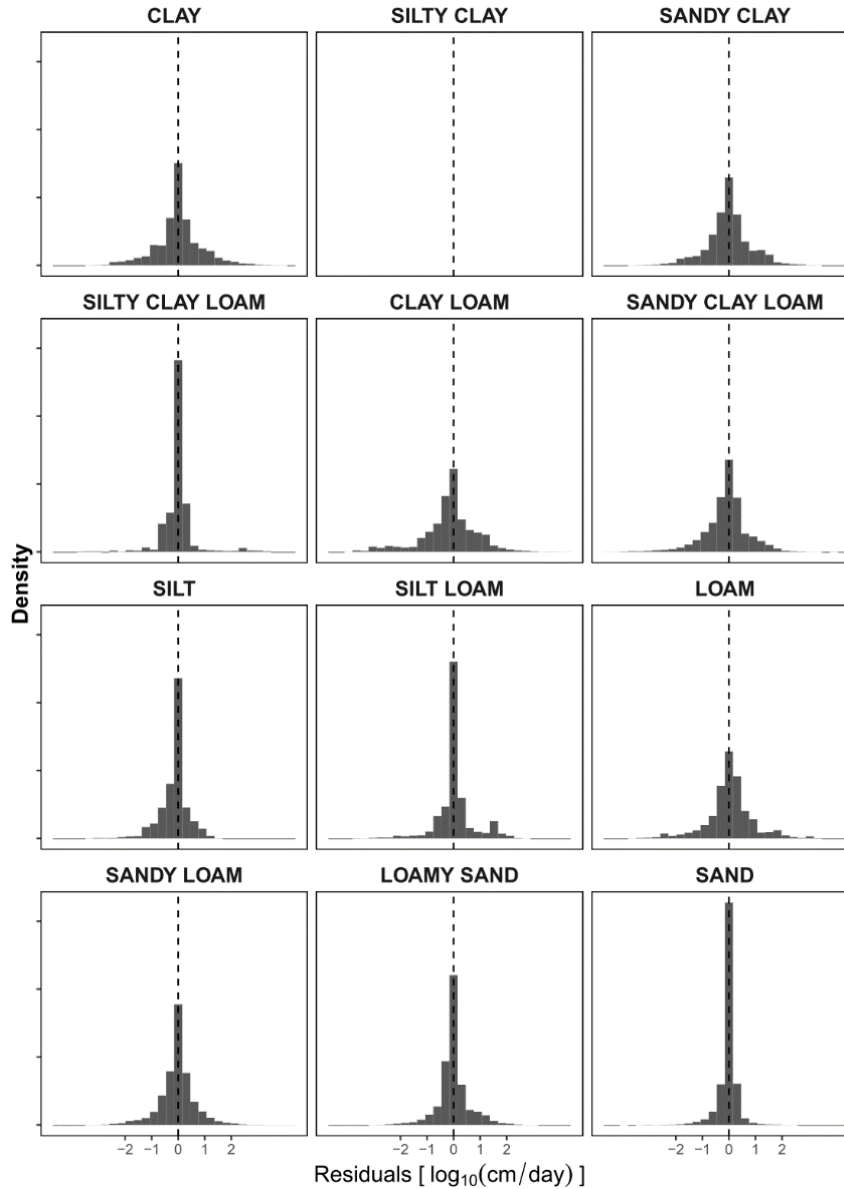 CLAY SILTY CLAY SANDY CLAY
SILTY CLAY LOAM CLAY LOAM SANDY CLAY LOAM
Density
SILT SILT LOAM LOAM
SANDY LOAM LOAMY SAND SAND
−2 −1 0 1 2 −2 −1 0 1 2 −2 −1 0 1 2
Residuals [ log₁₀(cm/day) ]